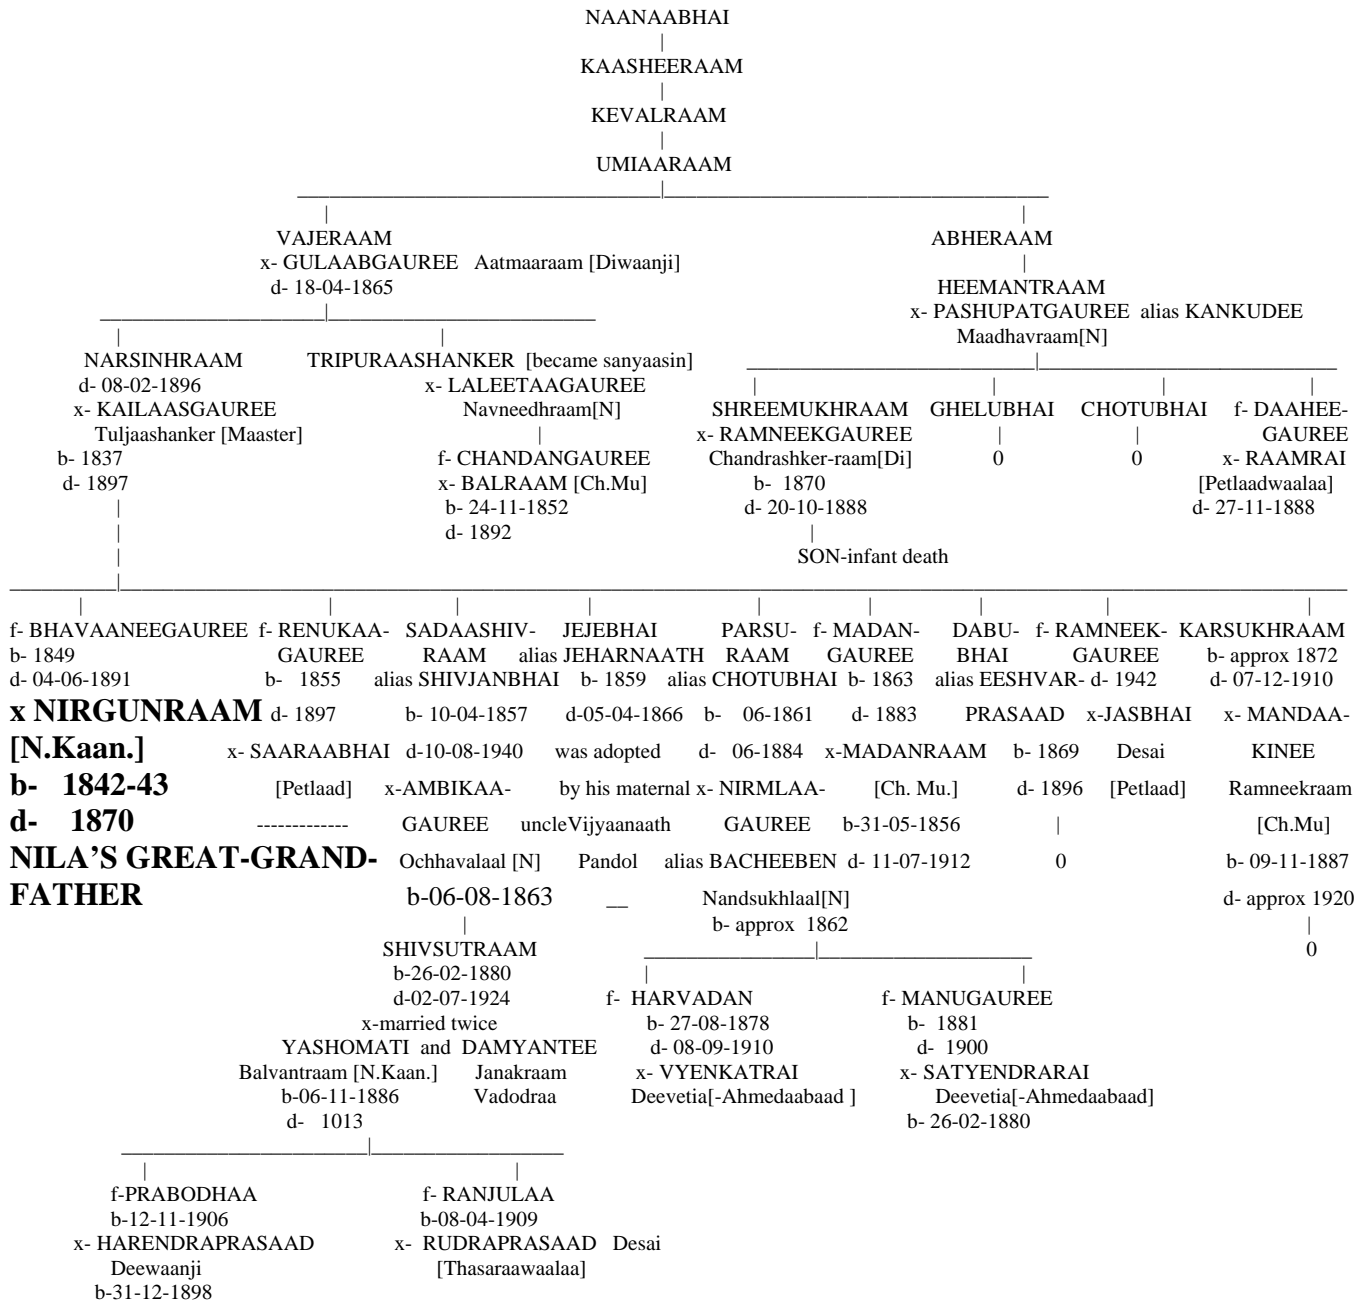 NAANAABHAI
|
KAASHEERAAM
|
KEVALRAAM
|
UMIAARAAM
|
| |
VAJERAAM ABHERAAM
x- GULAABGAUREE Aatmaaraam [Diwaanji] |
d- 18-04-1865 HEEMANTRAAM
| x- PASHUPATGAUREE alias KANKUDEE
| | Maadhavraam[N]
NARSINHRAAM TRIPURAASHANKER [became sanyaasin] |
d- 08-02-1896 x- LALEETAAGAUREE | | | |
x- KAILAASGAUREE Navneedhraam[N] SHREEMUKHRAAM GHELUBHAI CHOTUBHAI f- DAAHEE-
Tuljaashanker [Maaster] | x- RAMNEEKGAUREE | | GAUREE
b- 1837 f- CHANDANGAUREE Chandrashker-raam[Di] 0 0 x- RAAMRAI
d- 1897 x- BALRAAM [Ch.Mu] b- 1870 [Petlaadwaalaa]
| b- 24-11-1852 d- 20-10-1888 d- 27-11-1888
| d- 1892 |
| SON-infant death
|
| | | | | | | | |
f- BHAVAANEEGAUREE f- RENUKAA- SADAASHIV- JEJEBHAI PARSU- f- MADAN- DABU- f- RAMNEEK- KARSUKHRAAM
b- 1849 GAUREE RAAM alias JEHARNAATH RAAM GAUREE BHAI GAUREE b- approx 1872
d- 04-06-1891 b- 1855 alias SHIVJANBHAI b- 1859 alias CHOTUBHAI b- 1863 alias EESHVAR- d- 1942 d- 07-12-1910
x NIRGUNRAAM d- 1897 b- 10-04-1857 d-05-04-1866 b- 06-1861 d- 1883 PRASAAD x-JASBHAI x- MANDAA-
[N.Kaan.] x- SAARAABHAI d-10-08-1940 was adopted d- 06-1884 x-MADANRAAM b- 1869 Desai KINEE
b- 1842-43 [Petlaad] x-AMBIKAA- by his maternal x- NIRMLAA- [Ch. Mu.] d- 1896 [Petlaad] Ramneekraam
d- 1870 ------------- GAUREE uncleVijyaanaath GAUREE b-31-05-1856 | [Ch.Mu]
NILA'S GREAT-GRAND- Ochhavalaal [N] Pandol alias BACHEEBEN d- 11-07-1912 0 b- 09-11-1887
FATHER b-06-08-1863 __ Nandsukhlaal[N] d- approx 1920
| b- approx 1862 |
SHIVSUTRAAM | 0
b-26-02-1880 | |
d-02-07-1924 f- HARVADAN f- MANUGAUREE
x-married twice b- 27-08-1878 b- 1881
YASHOMATI and DAMYANTEE d- 08-09-1910 d- 1900
Balvantraam [N.Kaan.] Janakraam x- VYENKATRAI x- SATYENDRARAI
b-06-11-1886 Vadodraa Deevetia[-Ahmedaabaad ] Deevetia[-Ahmedaabaad]
d- 1013 b- 26-02-1880
|
| |
f-PRABODHAA f- RANJULAA
b-12-11-1906 b-08-04-1909
x- HARENDRAPRASAAD x- RUDRAPRASAAD Desai
Deewaanji [Thasaraawaalaa]
b-31-12-1898